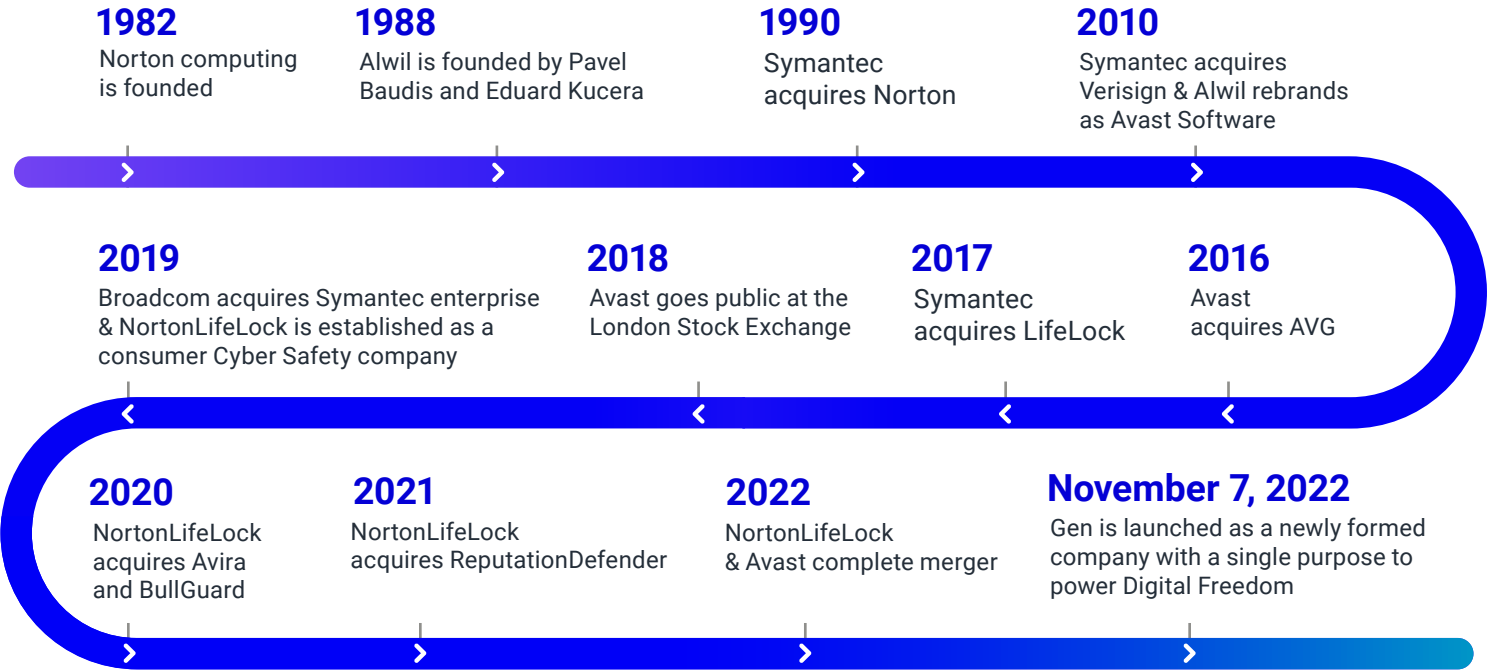 1982
Norton computing
is founded
1988
Alwil is founded by Pavel
Baudis and Eduard Kucera
1990
Symantec
acquires Norton
2010
Symantec acquires
Verisign & Alwil rebrands
as Avast Software
2019
Broadcom acquires Symantec enterprise
& NortonLifeLock is established as a
consumer Cyber Safety company
2018
Avast goes public at the
London Stock Exchange
2017
Symantec
acquires LifeLock
2016
Avast
acquires AVG
2020
NortonLifeLock
acquires Avira
and BullGuard
2021
NortonLifeLock
acquires ReputationDefender
2022
NortonLifeLock
& Avast complete merger
November 7, 2022
Gen is launched as a newly formed
company with a single purpose to
power Digital Freedom